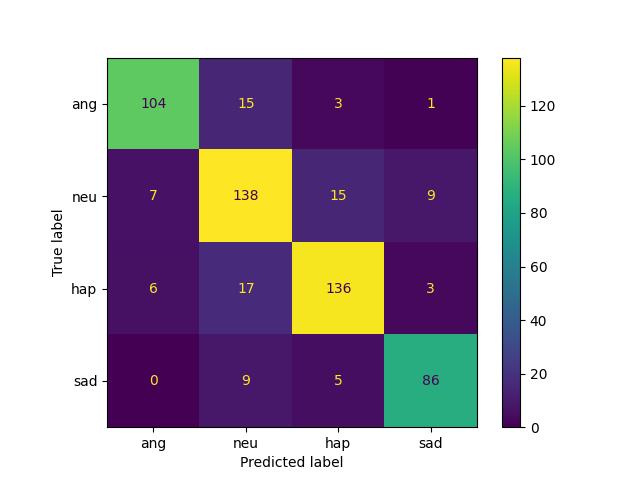 ang 104 15 3 1
neu 7 138 15 9
hap 6 17 136 3
sad 0 9 5 86
ang neu hap sad
Predicted label
True label
120
100
80
60
40
20
0